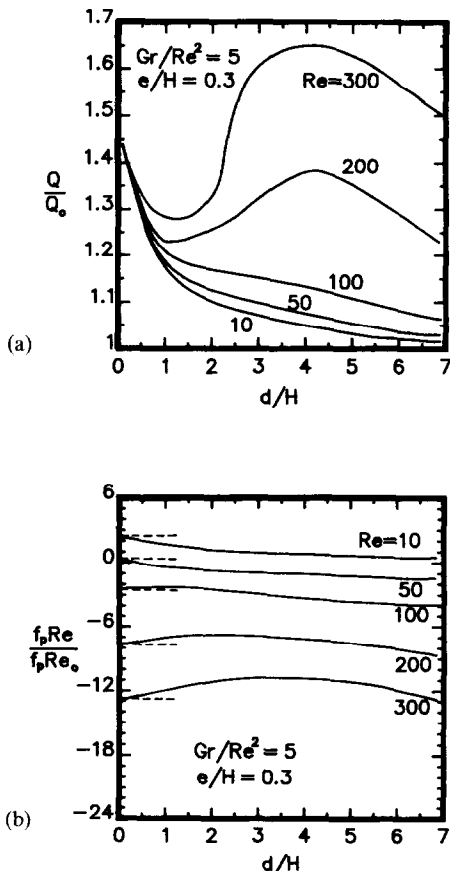 1.7
1.6
1.5
1.4
1.3
1.2
1.1
1
Q
Q₀
Gr/Re²=5
e/H=0.3
Re=300
200
100
50
10
0 1 2 3 4 5 6 7
d/H
(a)
6
0
-6
-12
-18
-24
fₚRe
fₚRe₀
Re=10
50
100
200
300
Gr/Re²=5
e/H=0.3
0 1 2 3 4 5 6 7
d/H
(b)